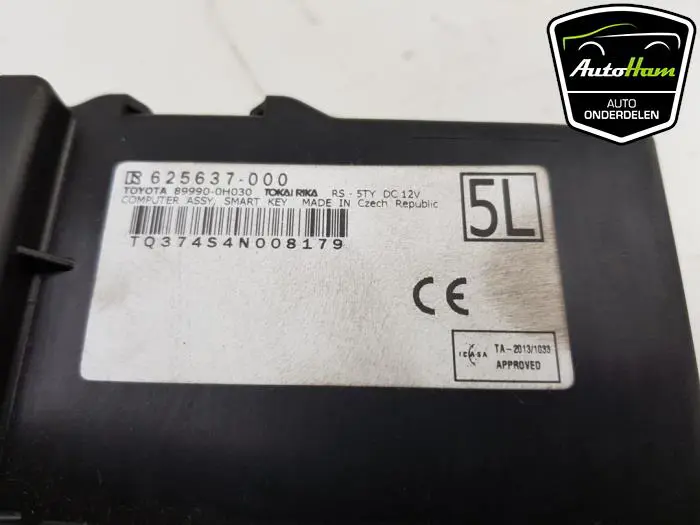 AutoHam
AUTO
ONDERDELEN
625637-000
TOYOTA 89990-0H030 TOKAI RIKA RS-5TY DC 12V
COMPUTER ASSY, SMART KEY MADE IN Czech Republic
TQ374S4N008179
5L
CE
ICASA TA-2013/1033
APPROVED